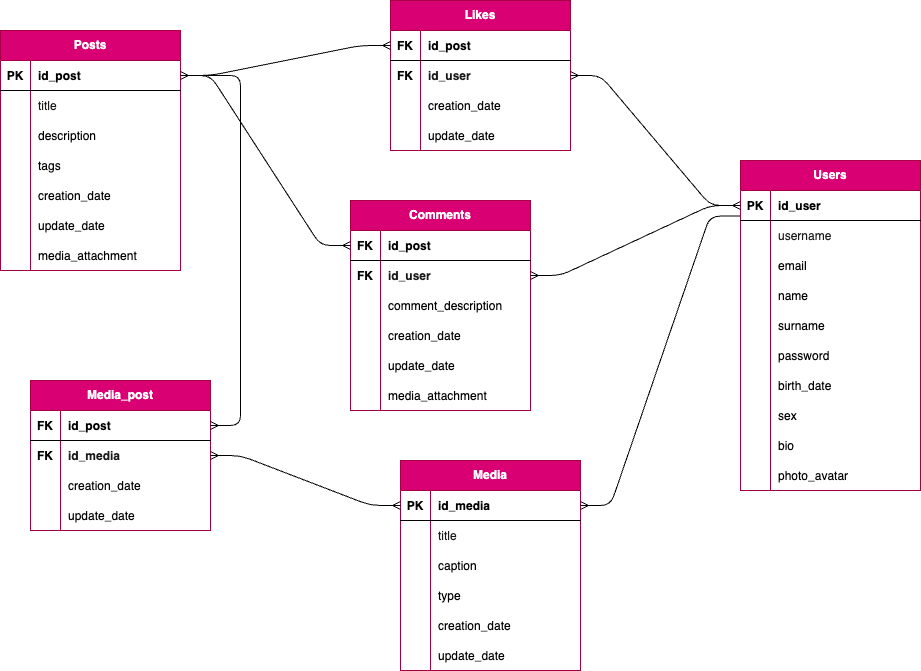 Likes
FK id_post
FK id_user
creation_date
update_date
Posts
PK id_post
title
description
tags
creation_date
update_date
media_attachment
Users
PK id_user
username
email
name
surname
password
birth_date
sex
bio
photo_avatar
Comments
FK id_post
FK id_user
comment_description
creation_date
update_date
media_attachment
Media_post
FK id_post
FK id_media
creation_date
update_date
Media
PK id_media
title
caption
type
creation_date
update_date